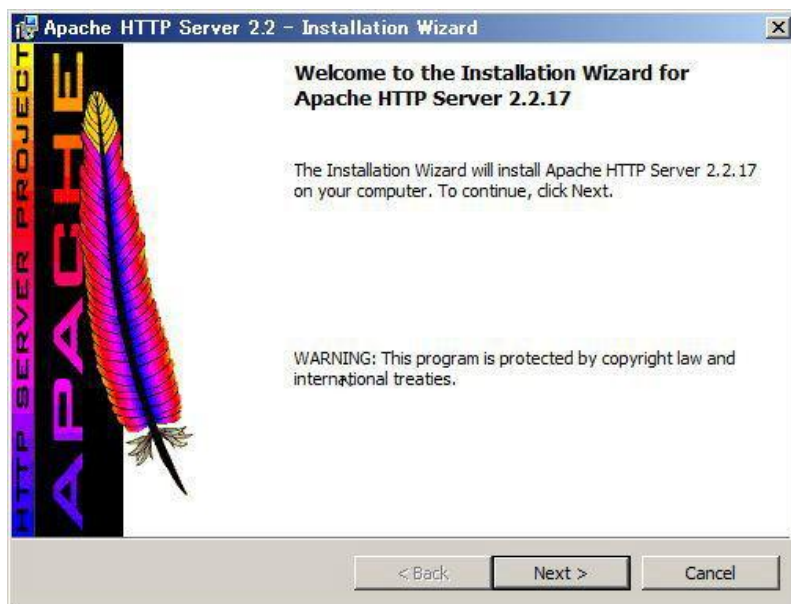 Apache HTTP Server 2.2 - Installation Wizard
HTTP SERVER PROJECT
APACHE
Welcome to the Installation Wizard for
Apache HTTP Server 2.2.17
The Installation Wizard will install Apache HTTP Server 2.2.17
on your computer. To continue, click Next.
WARNING: This program is protected by copyright law and
international treaties.
< Back
Next >
Cancel